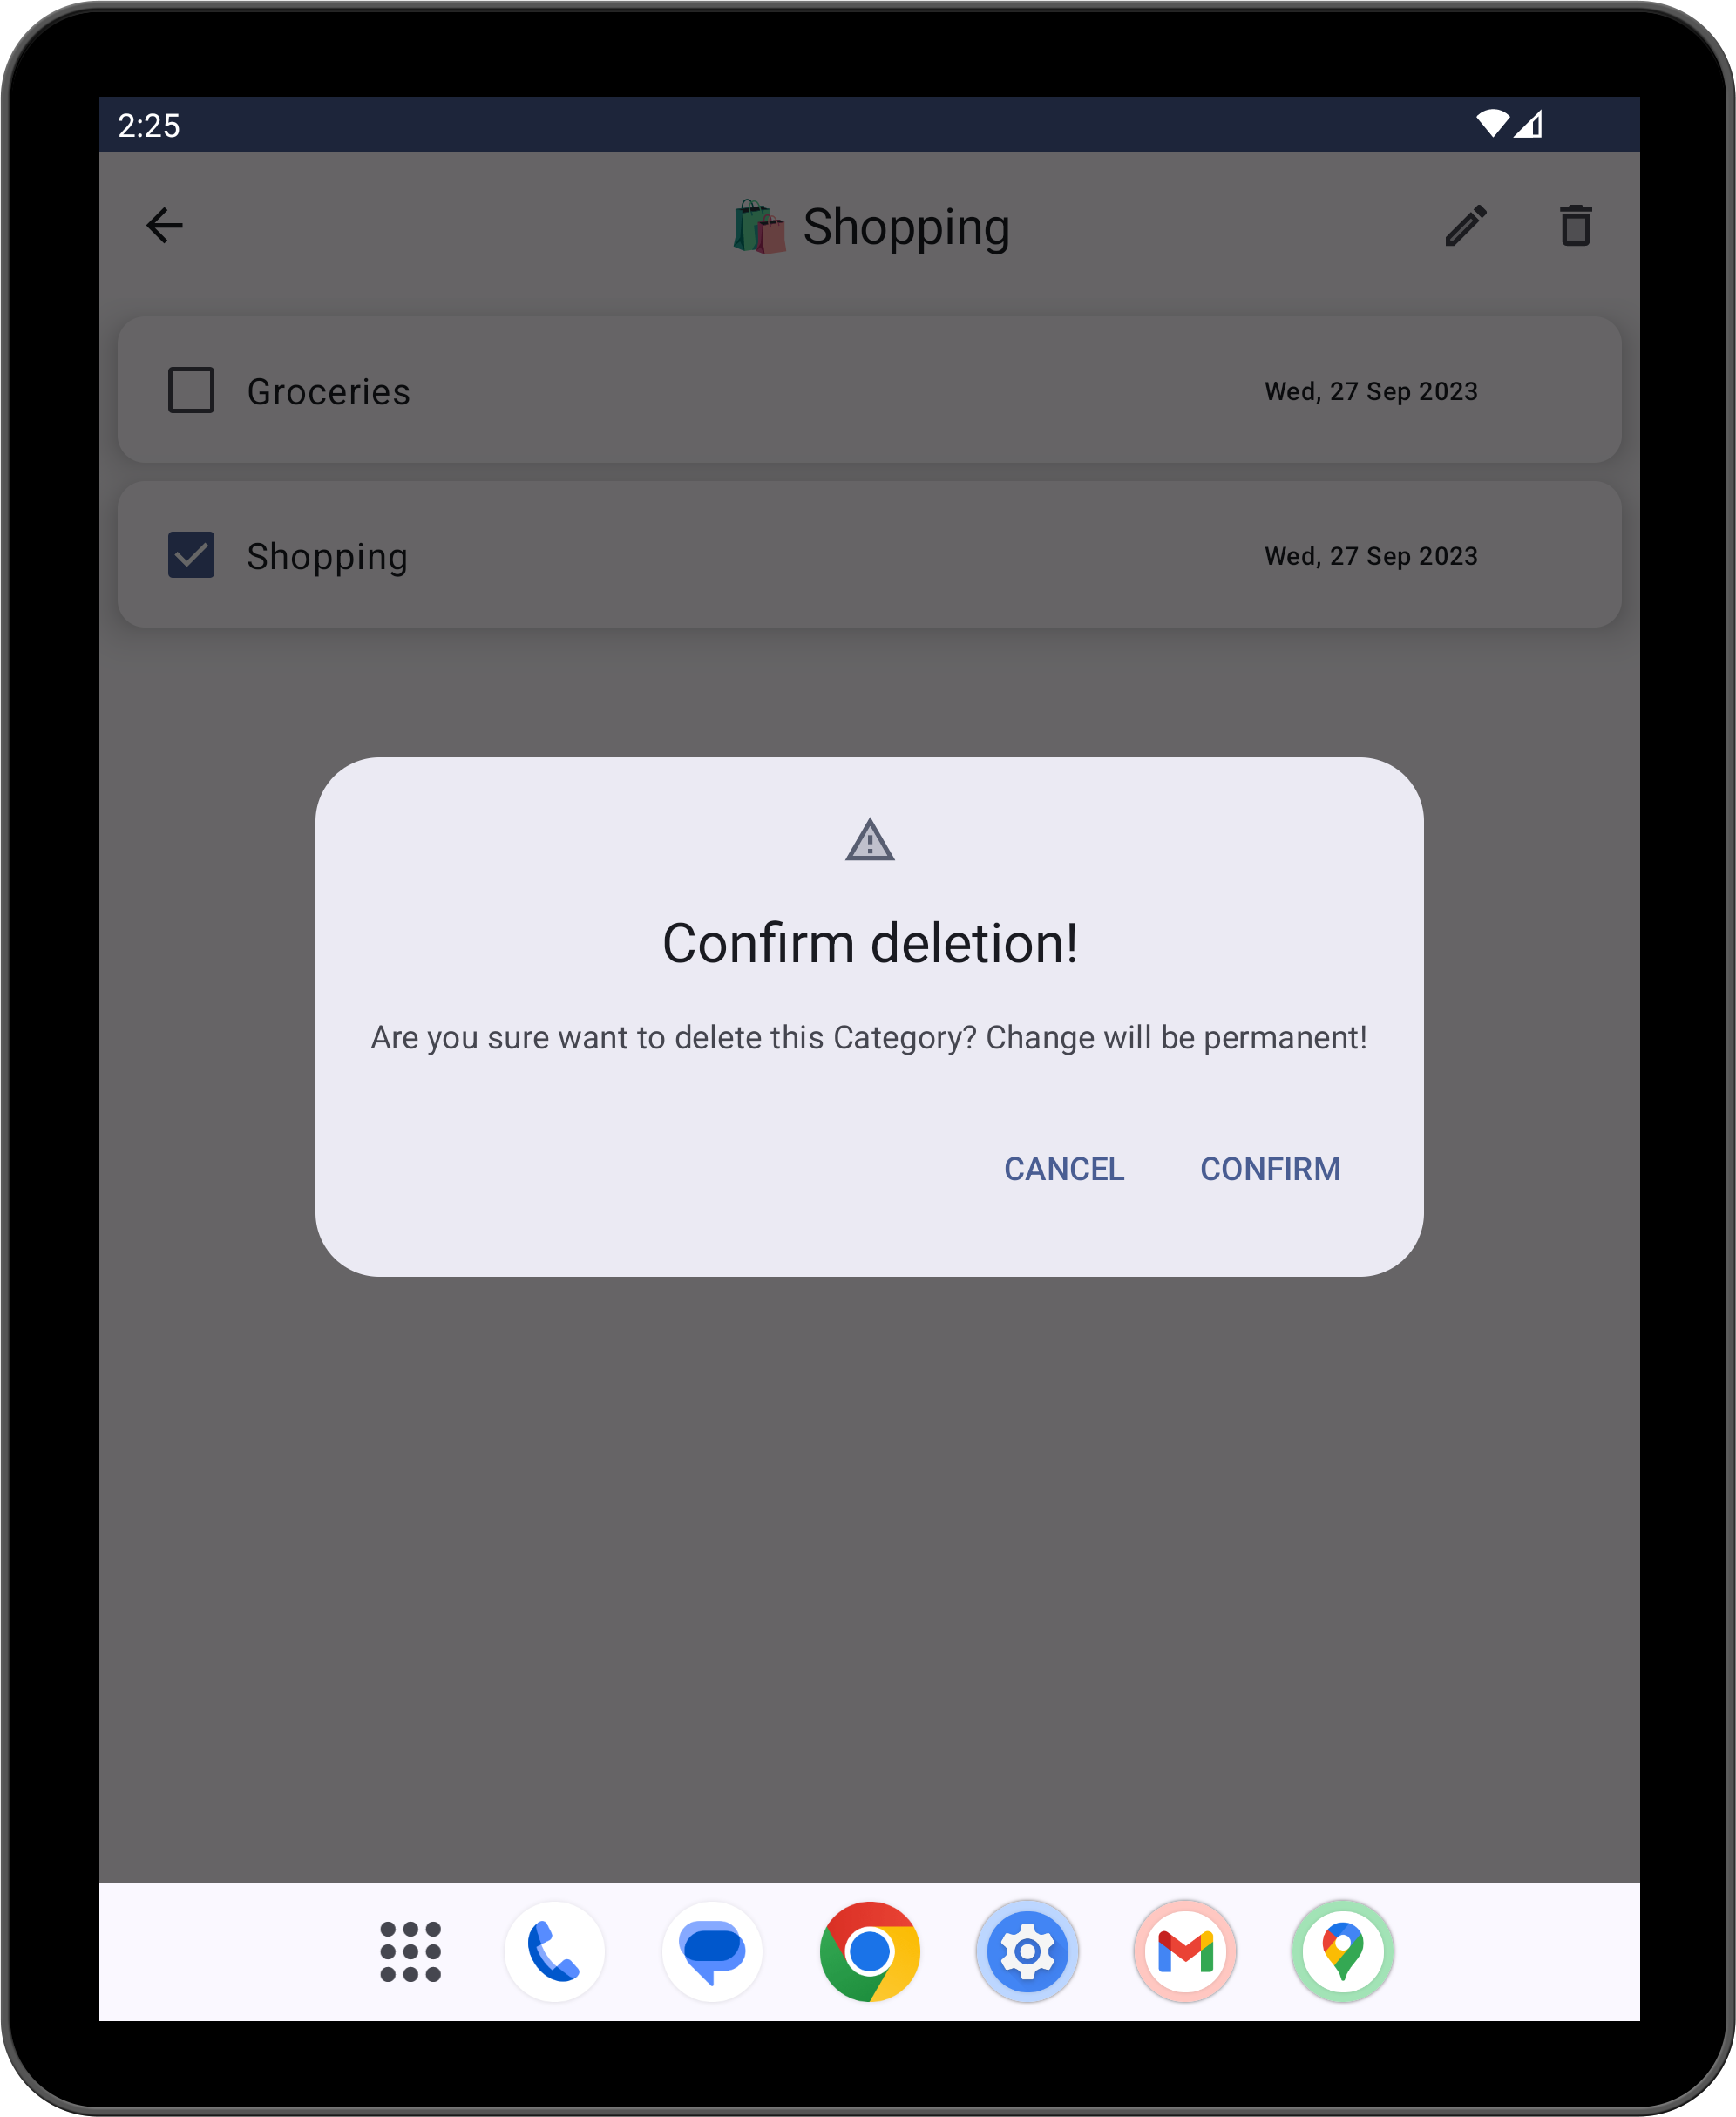 2:25
🛍️ Shopping
Groceries
Wed, 27 Sep 2023
Shopping
Wed, 27 Sep 2023
Confirm deletion!
Are you sure want to delete this Category? Change will be permanent!
CANCEL CONFIRM